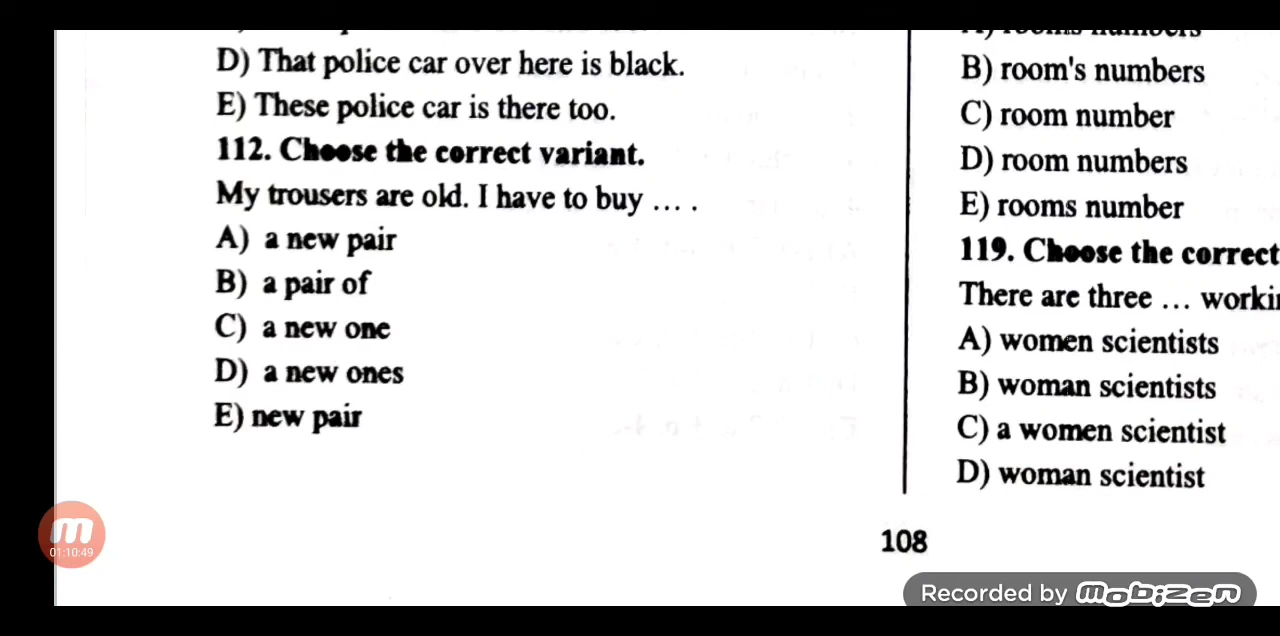 D) That police car over here is black.
E) These police car is there too.
112. Choose the correct variant.
My trousers are old. I have to buy … .
A) a new pair
B) a pair of
C) a new one
D) a new ones
E) new pair
B) room's numbers
C) room number
D) room numbers
E) rooms number
119. Choose the correct
There are three …
A) women scientists
B) woman scientists
C) a women scientist
D) woman scientist
108
01:10:49
Recorded by mobizen